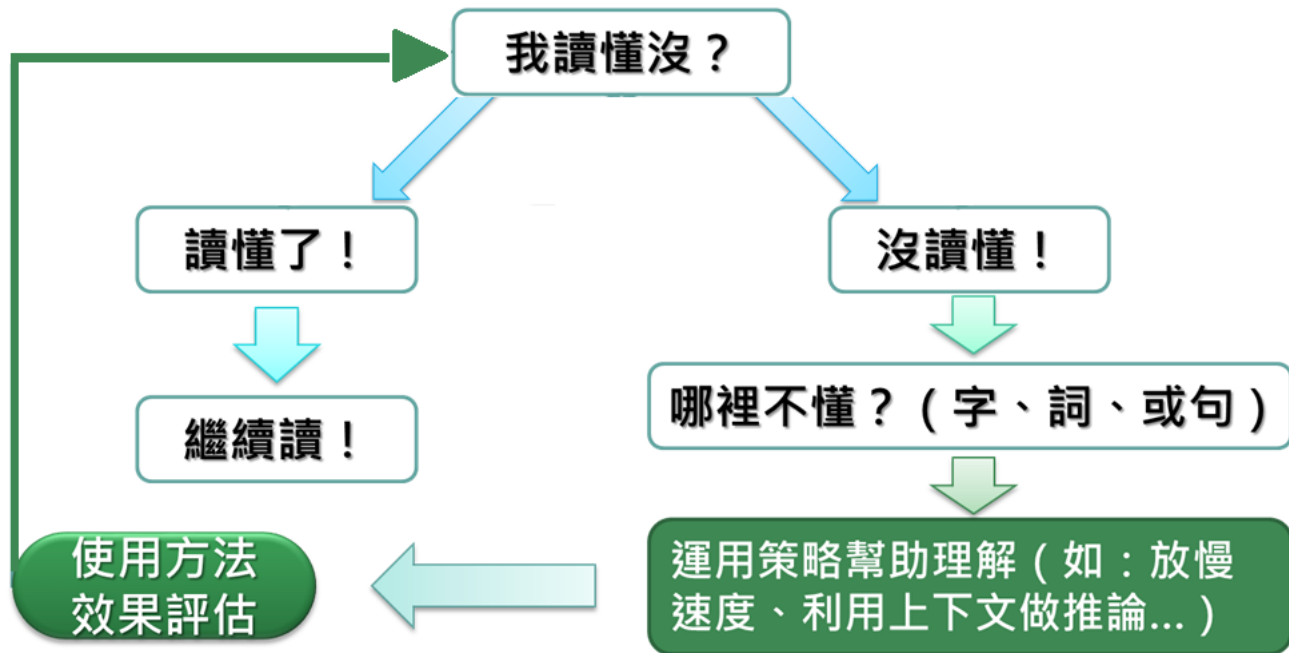 我讀懂沒？
讀懂了！
沒讀懂！
繼續讀！
哪裡不懂？（字、詞、或句）
使用方法
效果評估
運用策略幫助理解（如：放慢
速度、利用上下文做推論...）